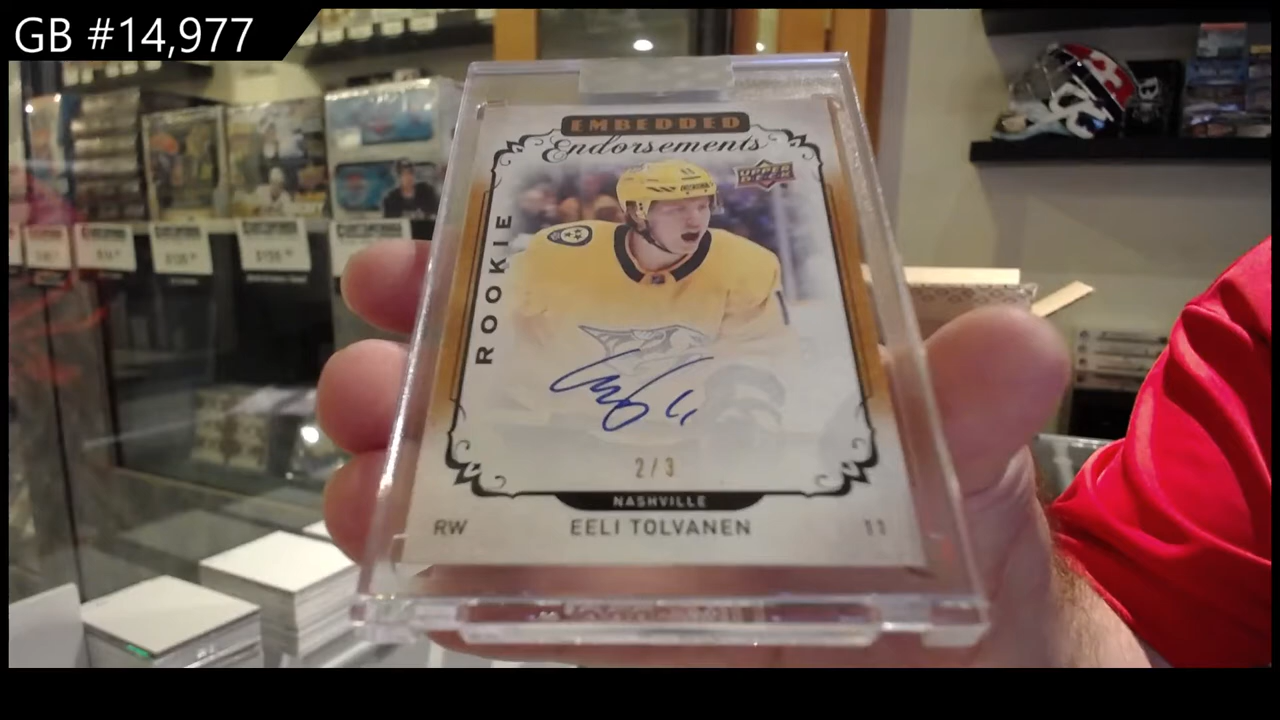 GB #14,977
EMBEDDED
Endorsements
UPPER DECK
ROOKIE
2/3
NASHVILLE
RW
EELI TOLVANEN
11